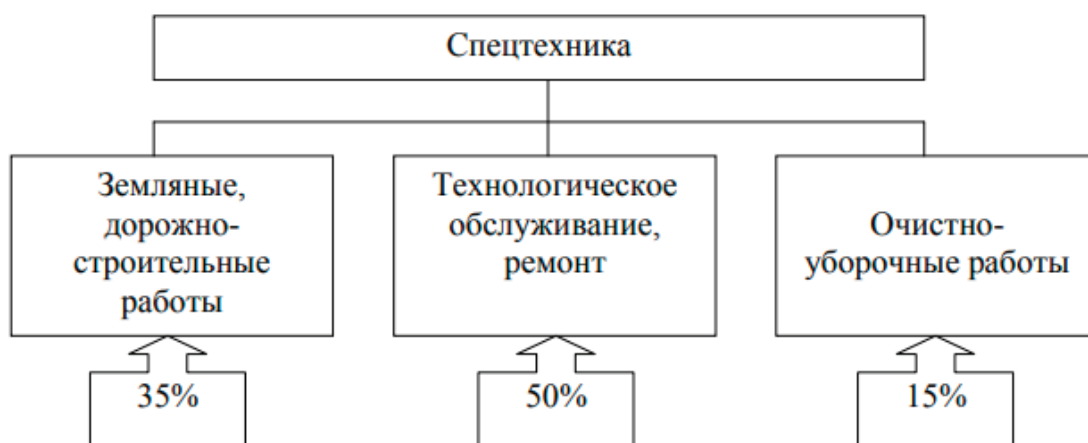 Спецтехника
Земляные,
дорожно-
строительные
работы
Технологическое
обслуживание,
ремонт
Очистно-
уборочные работы
35%
50%
15%